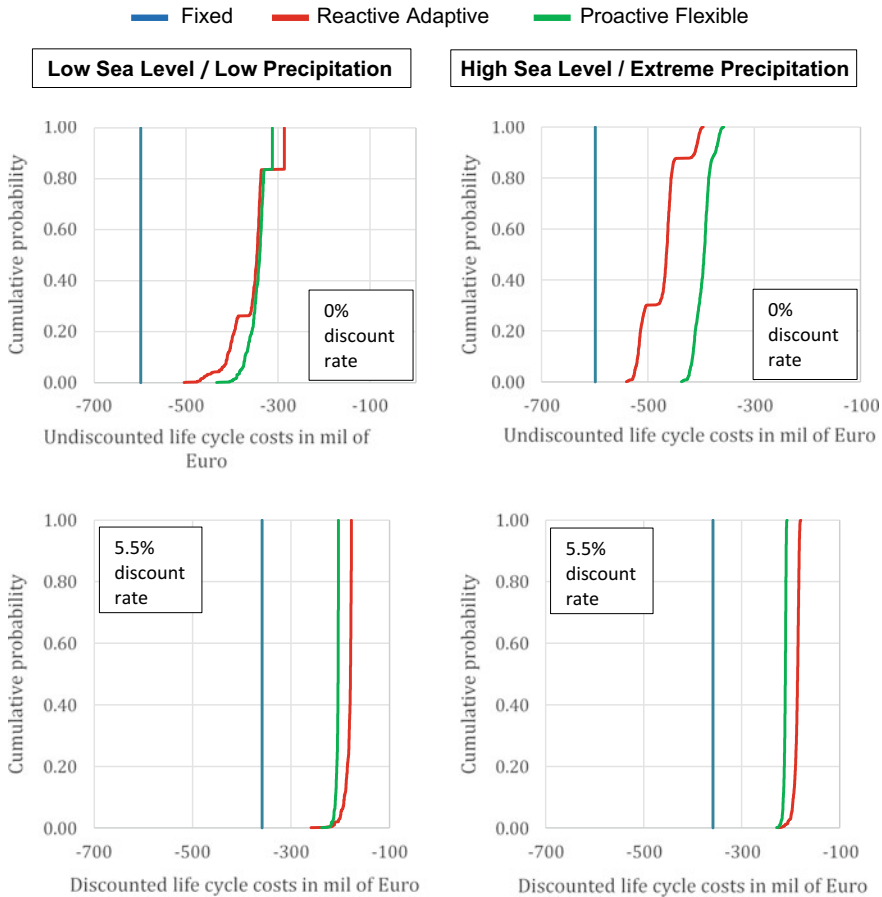 Fixed Reactive Adaptive Proactive Flexible
Low Sea Level / Low Precipitation
High Sea Level / Extreme Precipitation
Cumulative probability
1.00
0.80
0.60
0.40
0.20
0.00
0%
discount
rate
-700 -500 -300 -100
Undiscounted life cycle costs in mil of
Euro
Cumulative probability
1.00
0.80
0.60
0.40
0.20
0.00
0%
discount
rate
-700 -500 -300 -100
Undiscounted life cycle costs in mil of Euro
Cumulative probability
1.00
0.80
0.60
0.40
0.20
0.00
5.5%
discount
rate
-700 -500 -300 -100
Discounted life cycle costs in mil of Euro
Cumulative probability
1.00
0.80
0.60
0.40
0.20
0.00
5.5%
discount
rate
-700 -500 -300 -100
Discounted life cycle costs in mil of Euro